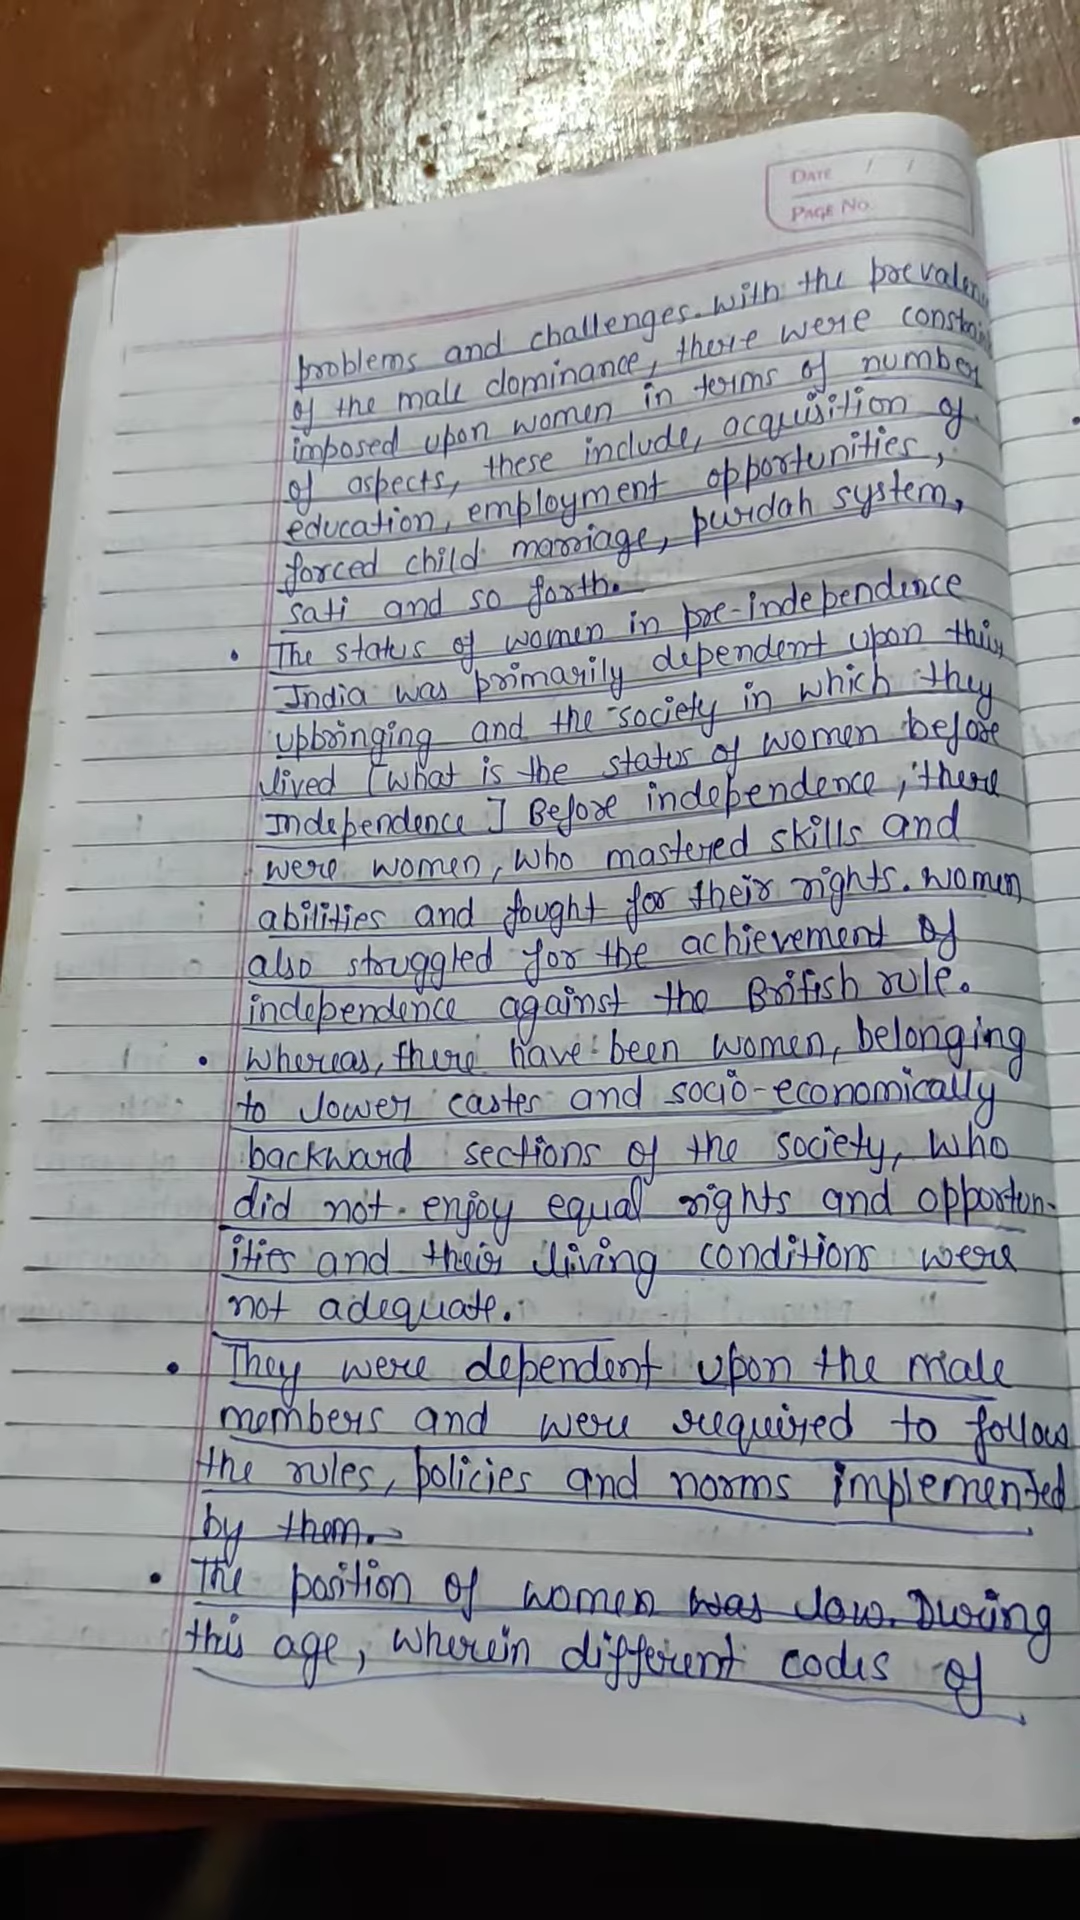 DATE / /
PAGE NO.
problems and challenges. with the prevalen
of the male dominance, there were constrai
imposed upon women in terms of number
of aspects, these include, acquisition of
education, employment opportunities,
forced child marriage, purdah system,
sati and so forth.
• The status of women in pre-independence
India was primarily dependent upon their
upbringing and the society in which they
lived [what is the status of women before
Independence] Before independence, there
were women, who mastered skills and
abilities and fought for their rights. women
also struggled for the achievement of
independence against the British rule.
• whereas, there have been women, belonging
to lower castes and socio-economically
backward sections of the society, who
did not enjoy equal rights and opportun-
ities and their living conditions were
not adequate.
• They were dependent upon the male
members and were required to follow
the rules, policies and norms implemented
by them.
• The position of women was low. During
this age, wherein different codes of